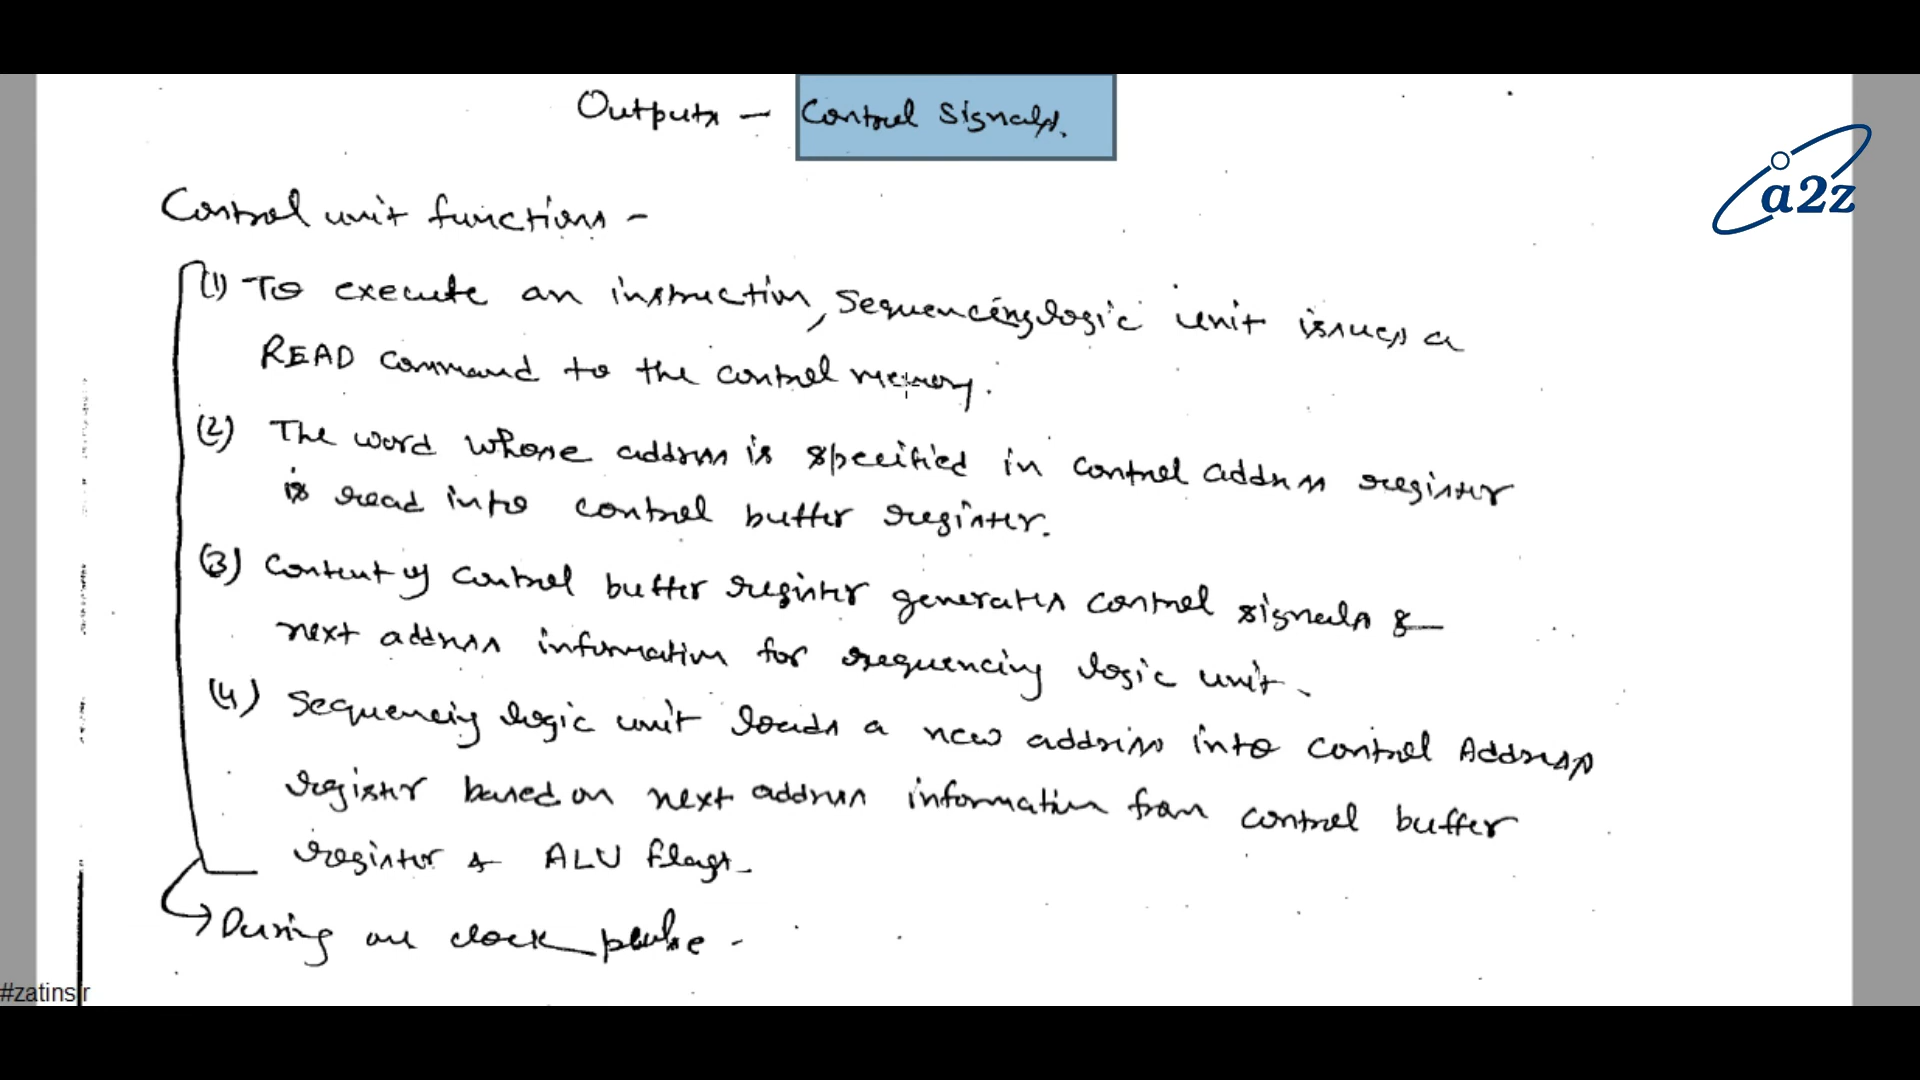 Outputs - Control Signals.
a2z
Control unit functions -
(1) To execute an instruction, sequencing logic unit issues a
READ command to the control memory.
(2) The word whose address is specified in control address register
is read into control buffer register.
(3) Content of control buffer register generates control signals &
next address information for sequencing logic unit.
(4) Sequencing logic unit loads a new address into control Address
register based on next address information from control buffer
register & ALU flags.
During one clock pulse -
#zatinsir